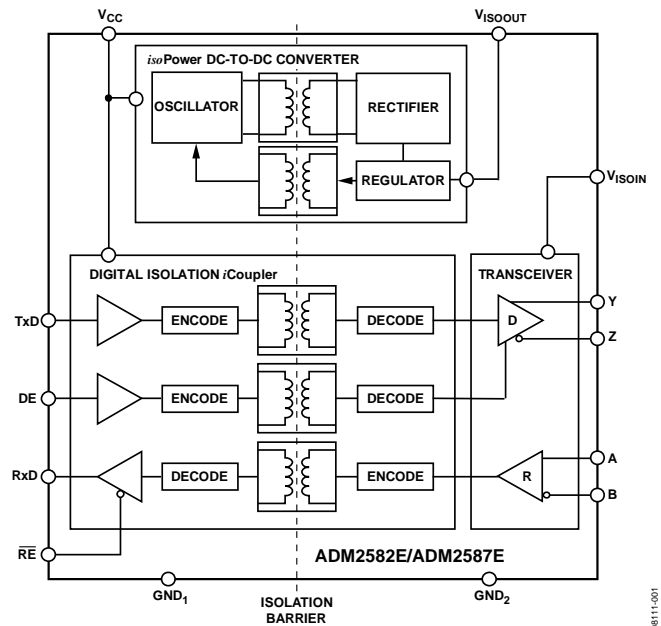 VCC
VISOOUT
isoPower DC-TO-DC CONVERTER
OSCILLATOR
RECTIFIER
REGULATOR
VISOIN
DIGITAL ISOLATION iCoupler
TRANSCEIVER
TxD
ENCODE
DECODE
D
Y
Z
DE
ENCODE
DECODE
RxD
DECODE
ENCODE
R
A
B
RE
ADM2582E/ADM2587E
GND1
ISOLATION
BARRIER
GND2
08111-001